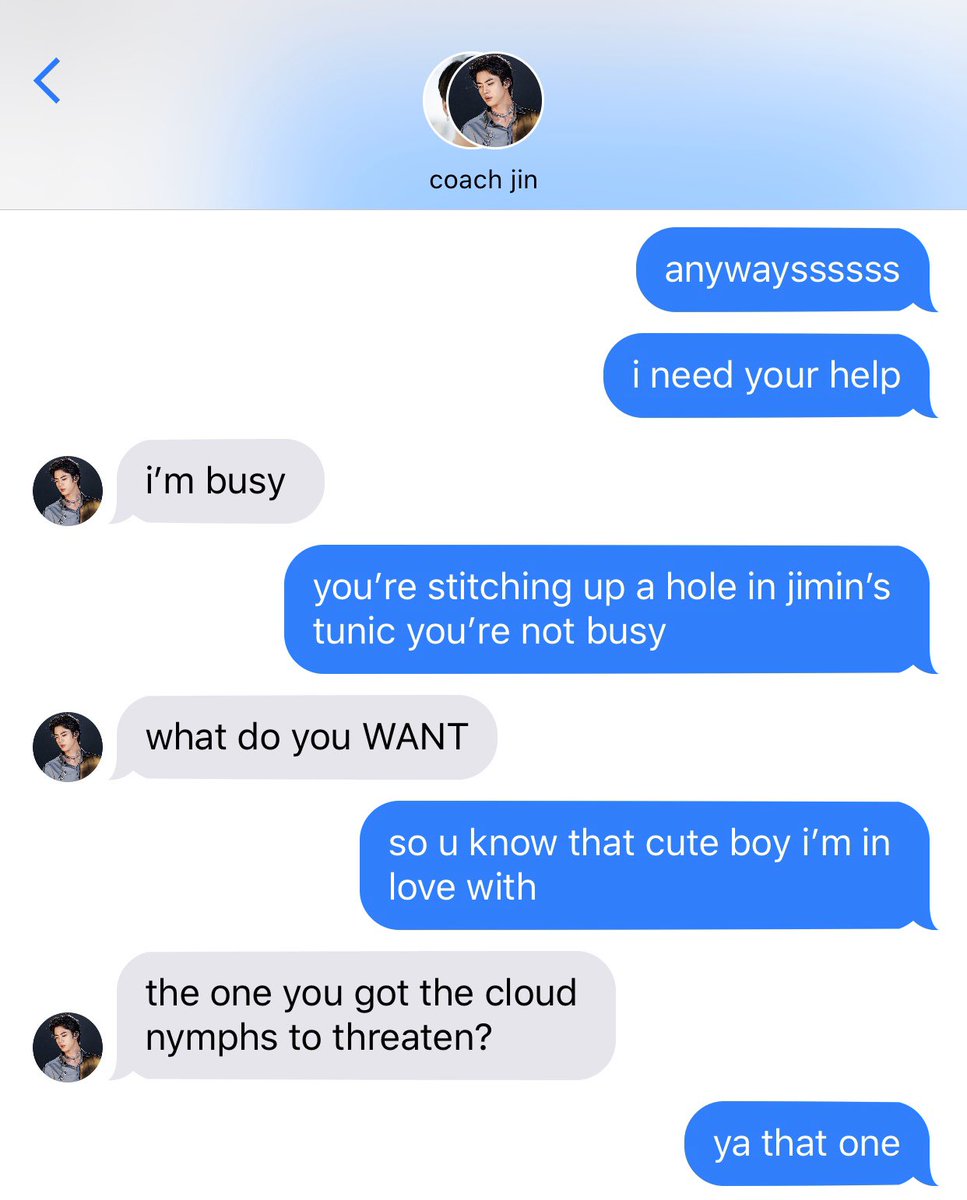 coach jin
anywayssssss
i need your help
i’m busy
you’re stitching up a hole in jimin’s
tunic you’re not busy
what do you WANT
so u know that cute boy i’m in
love with
the one you got the cloud
nymphs to threaten?
ya that one